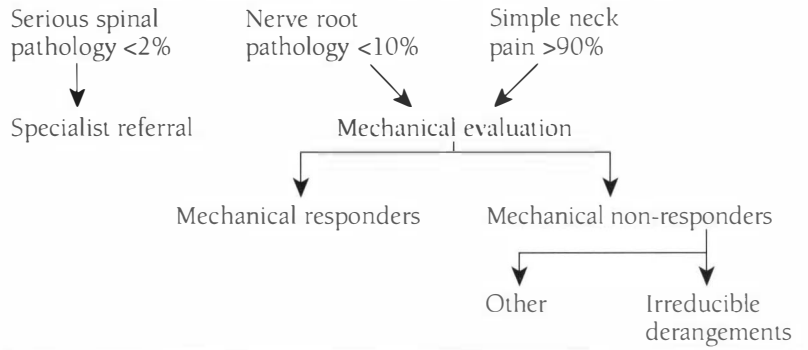 Serious spinal
pathology <2%
Nerve root
pathology <10%
Simple neck
pain >90%
Specialist referral
Mechanical evaluation
Mechanical responders
Mechanical non-responders
Other
Irreducible
derangements